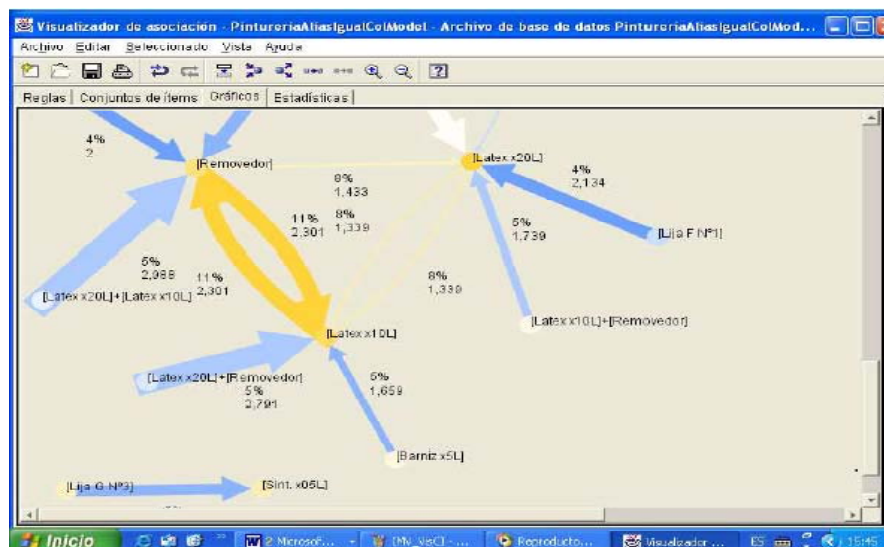 Visualizador de asociación - PintureriaAliasIgualColModel - Archivo de base de datos PintureriaAliasIgualColMod...
Archivo Editar Seleccionado Vista Ayuda
Reglas Conjuntos de ítems Gráficos Estadísticas
4%
2
[Removedor]
[Latex x20L]
8%
1,433
4%
2,134
11%
2,301
8%
1,339
5%
1,739
[Lija F Nº1]
5%
2,988
11%
2,301
8%
1,339
[Latex x20L]+[Latex x10L]
[Latex x10L]+[Removedor]
[Latex x10L]
[Latex x20L]+[Removedor]
5%
2,791
5%
1,659
[Barniz x5L]
[Lija G Nº3]
[Sint. x05L]
Inicio
2 Microsof...
Reproducto...
Visualizador ...
ES
15:45